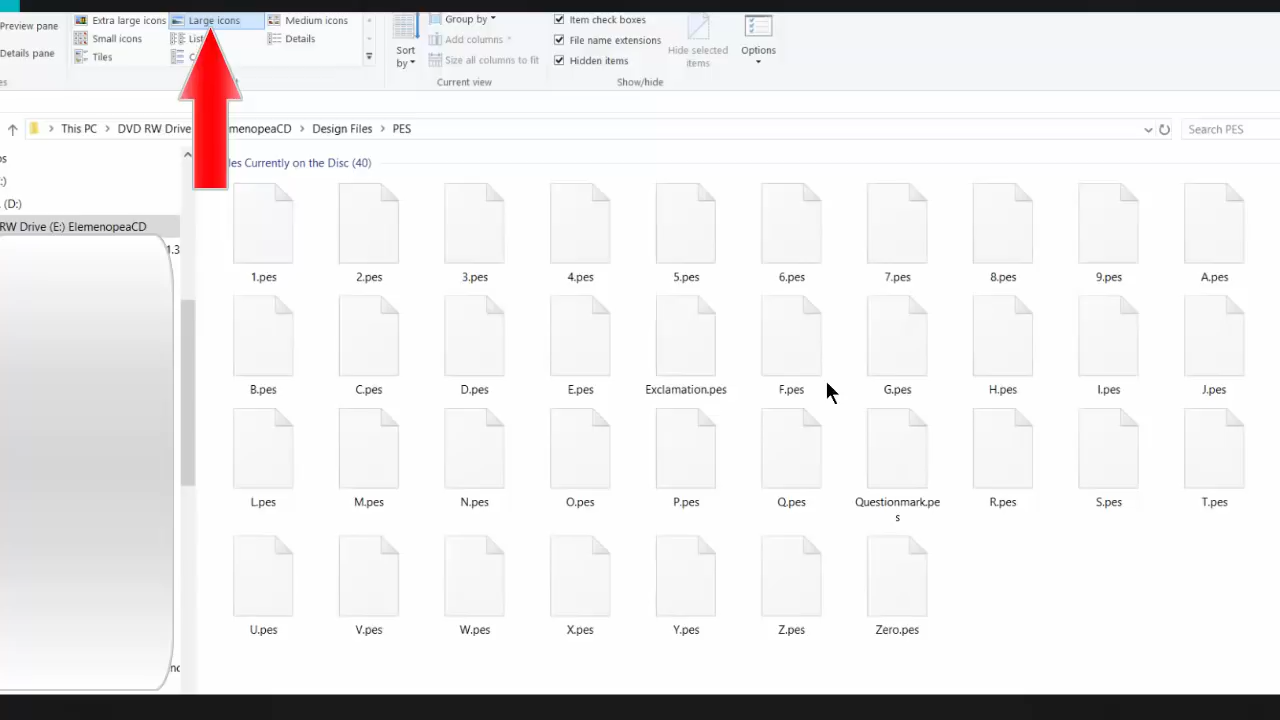 Preview pane
Extra large icons
Large icons
Medium icons
Small icons
List
Details
Details pane
Tiles
Sort by
Group by
Add columns
Size all columns to fit
Current view
Item check boxes
File name extensions
Hidden items
Hide selected items
Show/hide
Options
This PC > DVD RW Drive > Design Files > PES
Search PES
Currently on the Disc (40)
(D:)
RW Drive (E:) ElemenopeaCD
1.3
1.pes 2.pes 3.pes 4.pes 5.pes 6.pes 7.pes 8.pes 9.pes A.pes
B.pes C.pes D.pes E.pes Exclamation.pes F.pes G.pes H.pes I.pes J.pes
L.pes M.pes N.pes O.pes P.pes Q.pes Questionmark.pes R.pes S.pes T.pes
U.pes V.pes W.pes X.pes Y.pes Z.pes Zero.pes